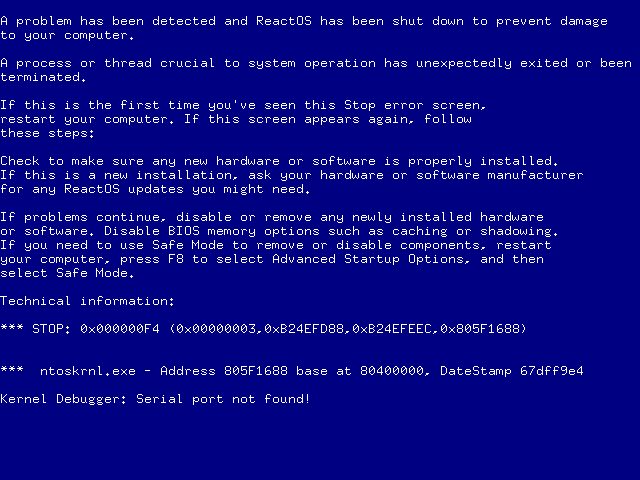 A problem has been detected and ReactOS has been shut down to prevent damage
to your computer.
A process or thread crucial to system operation has unexpectedly exited or been
terminated.
If this is the first time you've seen this Stop error screen,
restart your computer. If this screen appears again, follow
these steps:
Check to make sure any new hardware or software is properly installed.
If this is a new installation, ask your hardware or software manufacturer
for any ReactOS updates you might need.
If problems continue, disable or remove any newly installed hardware
or software. Disable BIOS memory options such as caching or shadowing.
If you need to use Safe Mode to remove or disable components, restart
your computer, press F8 to select Advanced Startup Options, and then
select Safe Mode.
Technical information:
*** STOP: 0x000000F4 (0x00000003,0xB24EFD88,0xB24EFEEC,0x805F1688)
***  ntoskrnl.exe - Address 805F1688 base at 80400000, DateStamp 67dff9e4
Kernel Debugger: Serial port not found!